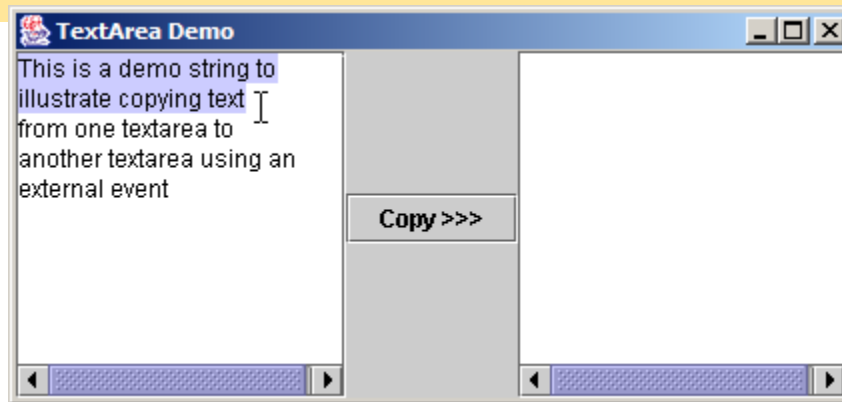 TextArea Demo
This is a demo string to
illustrate copying text
from one textarea to
another textarea using an
external event
Copy >>>